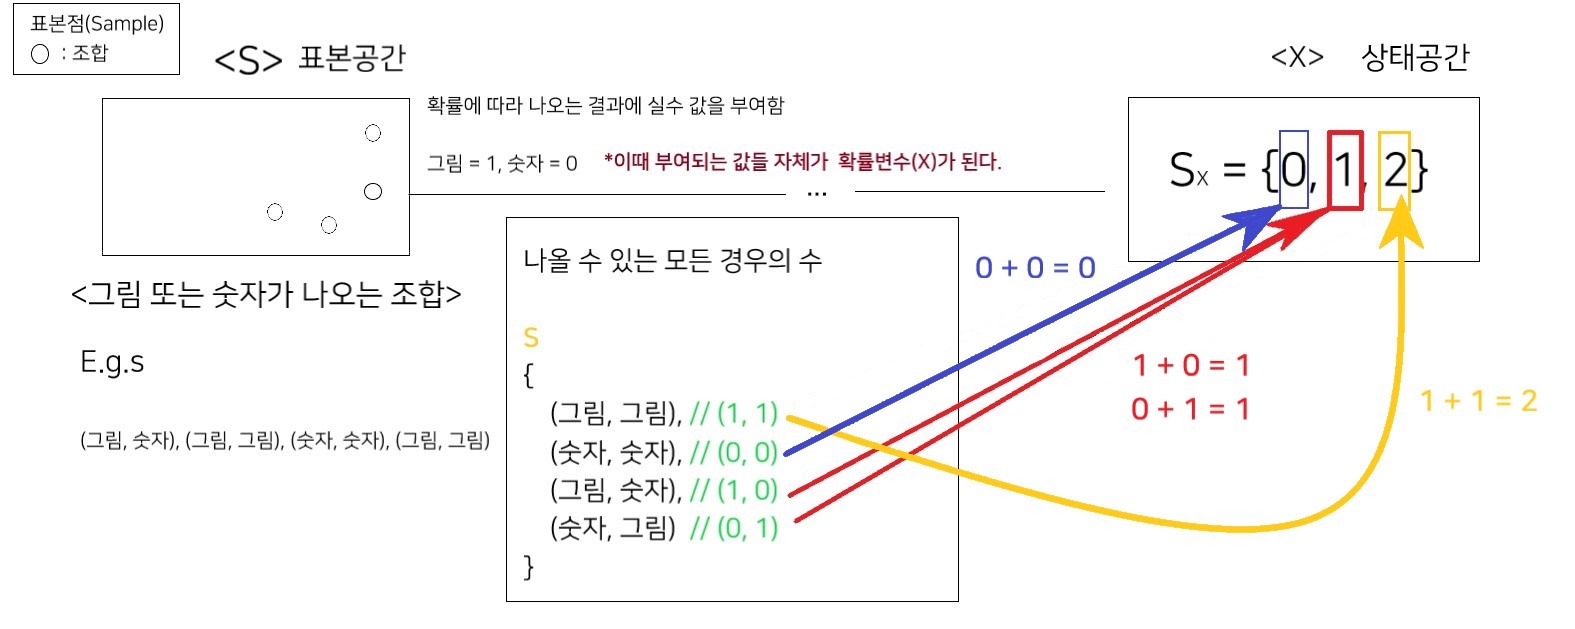 표본점(Sample)
○ : 조합
<S> 표본공간
<X> 상태공간
확률에 따라 나오는 결과에 실수 값을 부여함
그림 = 1, 숫자 = 0 *이때 부여되는 값들 자체가 확률변수(X)가 된다.
...
Sx = {0, 1, 2}
나올 수 있는 모든 경우의 수
0 + 0 = 0
<그림 또는 숫자가 나오는 조합>
S
E.g.s
{
1 + 0 = 1
0 + 1 = 1
1 + 1 = 2
(그림, 그림), // (1, 1)
(숫자, 숫자), // (0, 0)
(그림, 숫자), // (1, 0)
(숫자, 그림) // (0, 1)
}
(그림, 숫자), (그림, 그림), (숫자, 숫자), (그림, 그림)